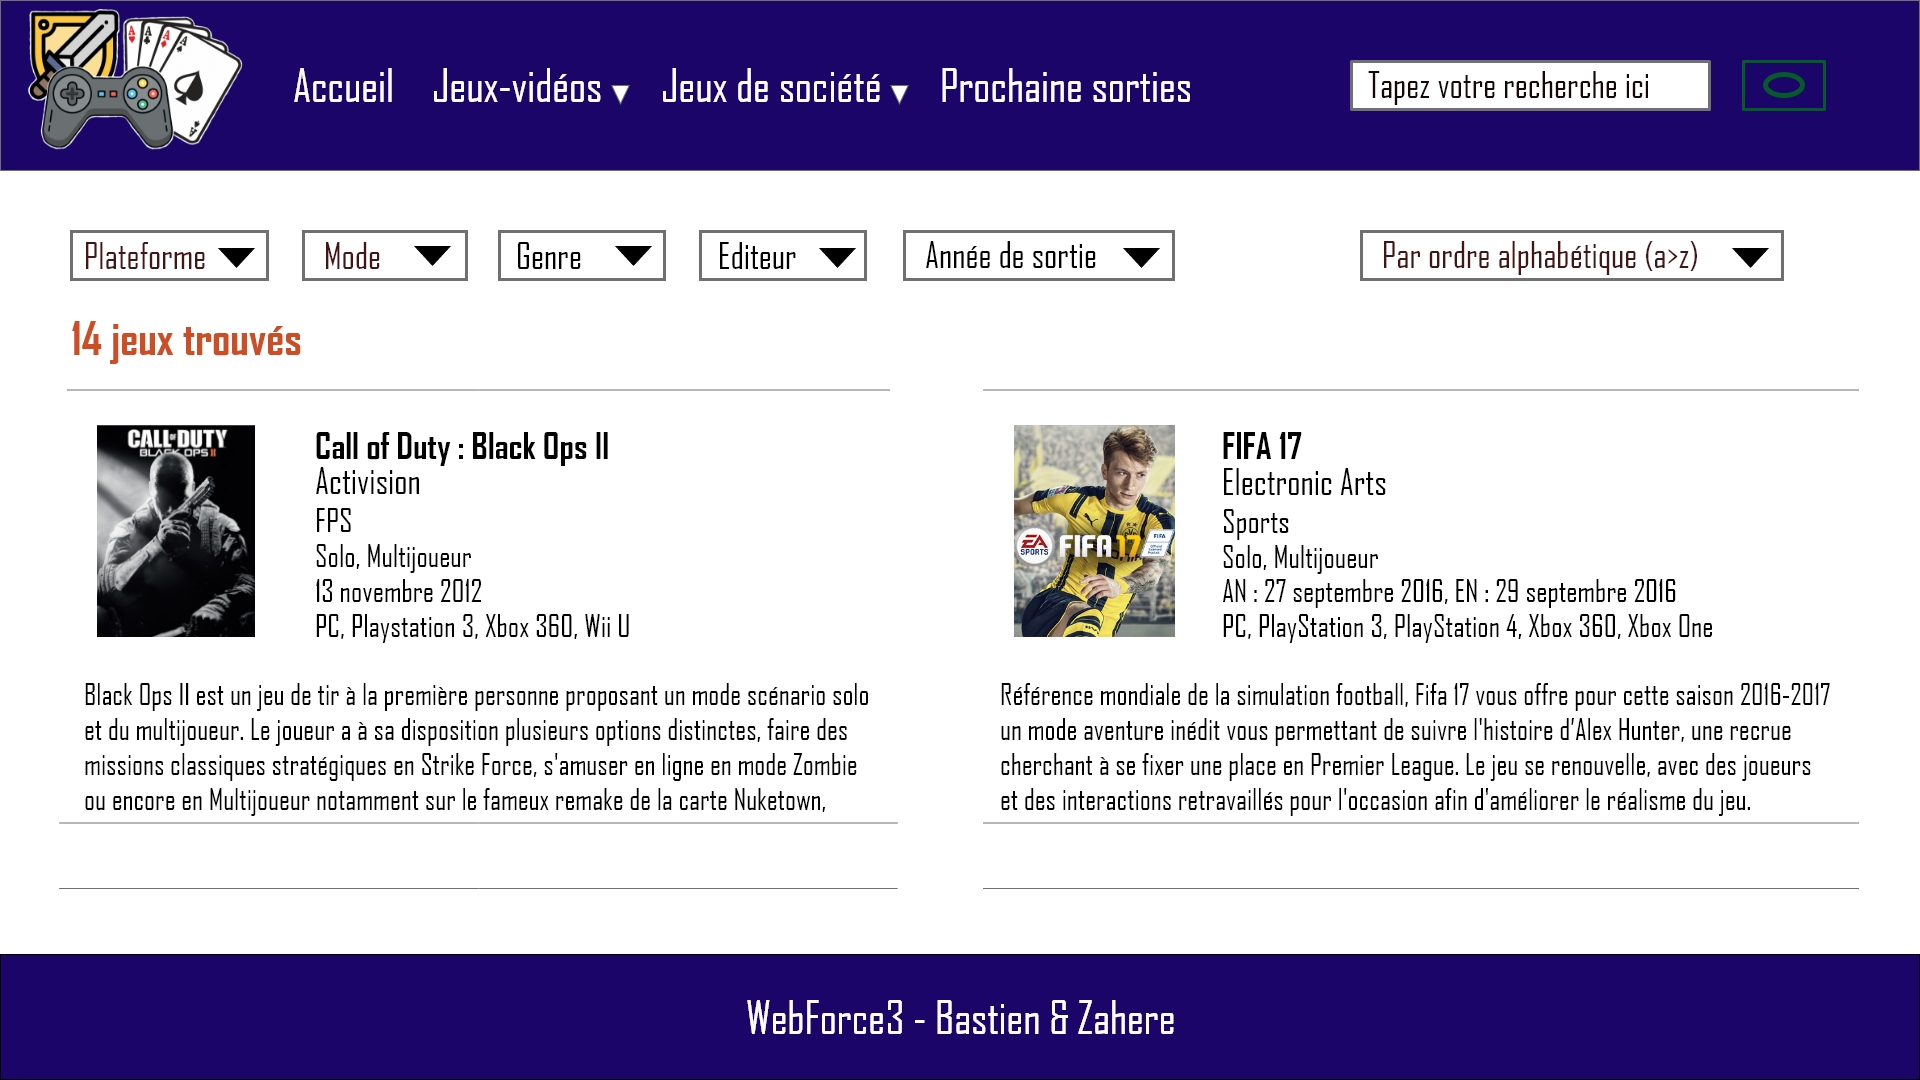 Accueil Jeux-vidéos ▼ Jeux de société ▼ Prochaine sorties Tapez votre recherche ici
Plateforme Mode Genre Editeur Année de sortie Par ordre alphabétique (a>z)
14 jeux trouvés
CALL OF DUTY
BLACK OPS II
Call of Duty : Black Ops II
Activision
FPS
Solo, Multijoueur
13 novembre 2012
PC, Playstation 3, Xbox 360, Wii U
Black Ops II est un jeu de tir à la première personne proposant un mode scénario solo
et du multijoueur. Le joueur a à sa disposition plusieurs options distinctes, faire des
missions classiques stratégiques en Strike Force, s'amuser en ligne en mode Zombie
ou encore en Multijoueur notamment sur le fameux remake de la carte Nuketown,
EA
SPORTS
FIFA 17
FIFA
FIFA 17
Electronic Arts
Sports
Solo, Multijoueur
AN : 27 septembre 2016, EN : 29 septembre 2016
PC, PlayStation 3, PlayStation 4, Xbox 360, Xbox One
Référence mondiale de la simulation football, Fifa 17 vous offre pour cette saison 2016-2017
un mode aventure inédit vous permettant de suivre l'histoire d’Alex Hunter, une recrue
cherchant à se fixer une place en Premier League. Le jeu se renouvelle, avec des joueurs
et des interactions retravaillés pour l'occasion afin d'améliorer le réalisme du jeu.
WebForce3 - Bastien & Zahere